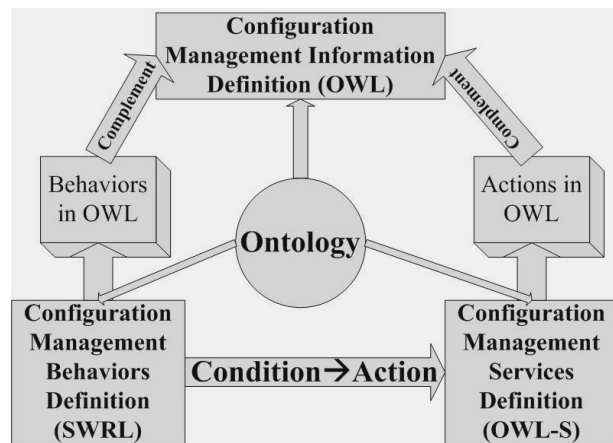 Configuration
Management Information
Definition (OWL)
Complement
Complement
Behaviors
in OWL
Actions in
OWL
Ontology
Configuration
Management
Behaviors
Definition
(SWRL)
Condition→Action
Configuration
Management
Services
Definition
(OWL-S)